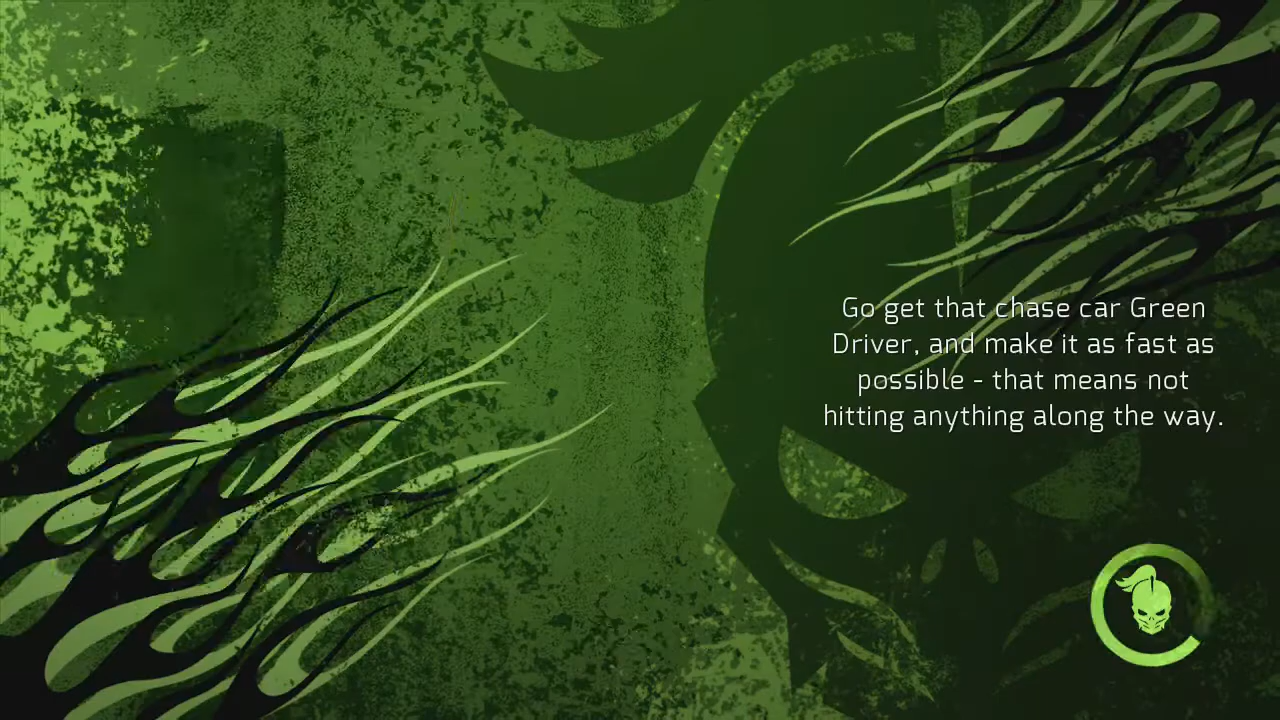 Go get that chase car Green
Driver, and make it as fast as
possible - that means not
hitting anything along the way.